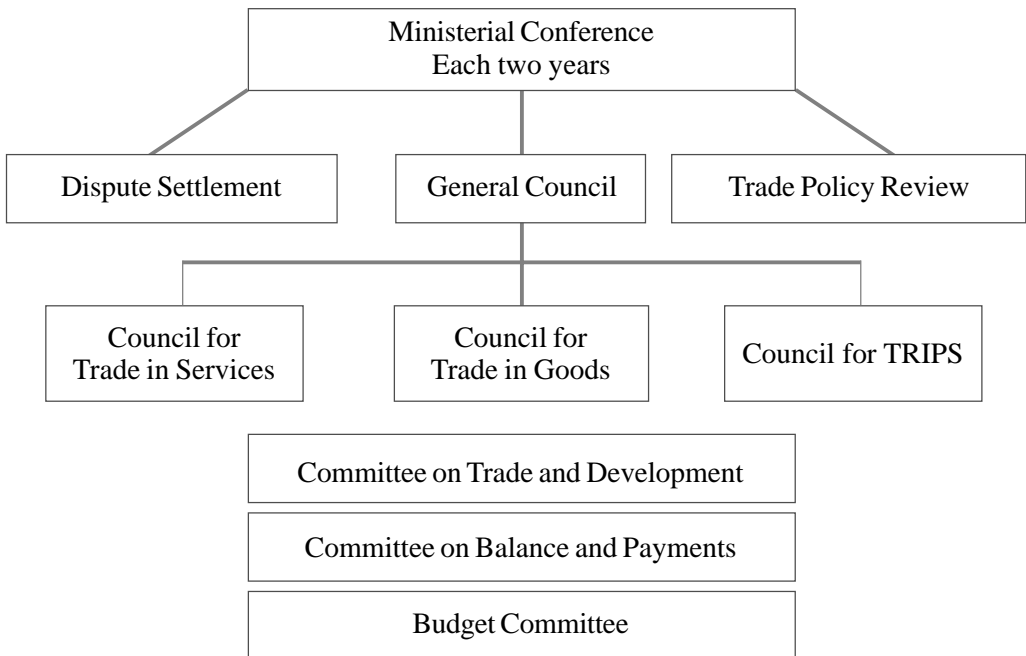 Ministerial Conference
Each two years
Dispute Settlement
General Council
Trade Policy Review
Council for
Trade in Services
Council for
Trade in Goods
Council for TRIPS
Committee on Trade and Development
Committee on Balance and Payments
Budget Committee